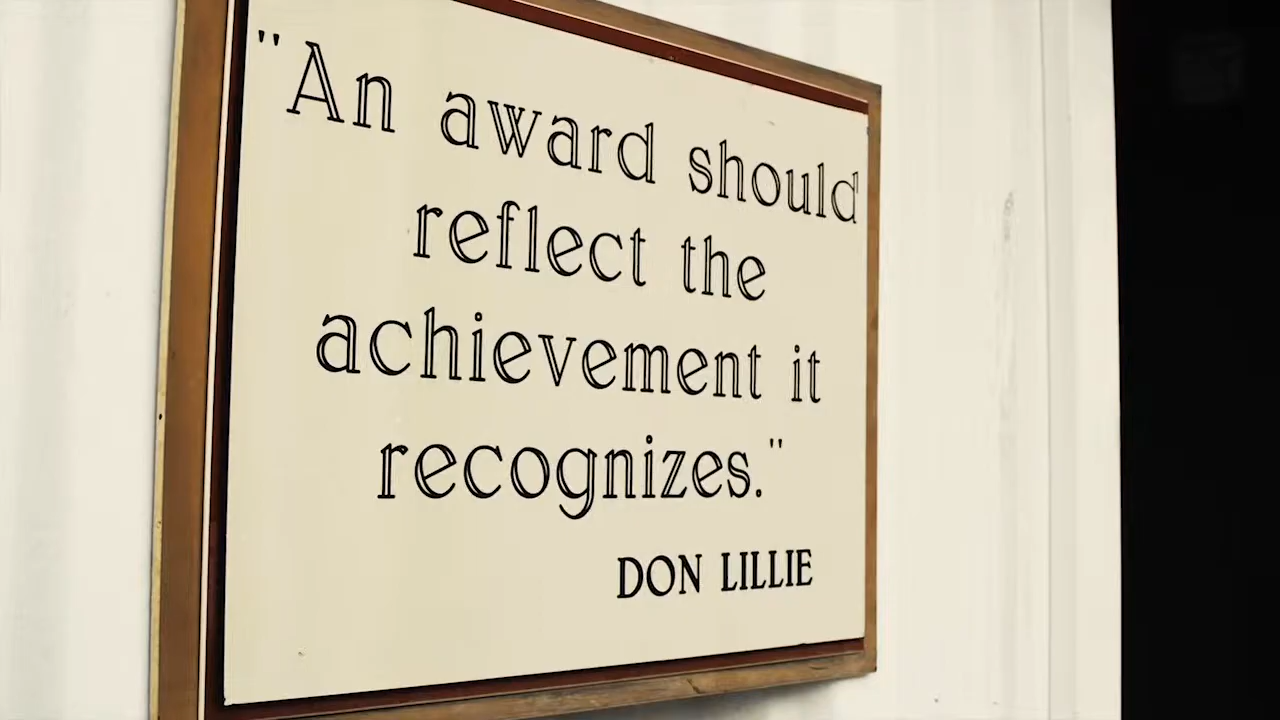 "An award should
reflect the
achievement it
recognizes."
DON LILLIE